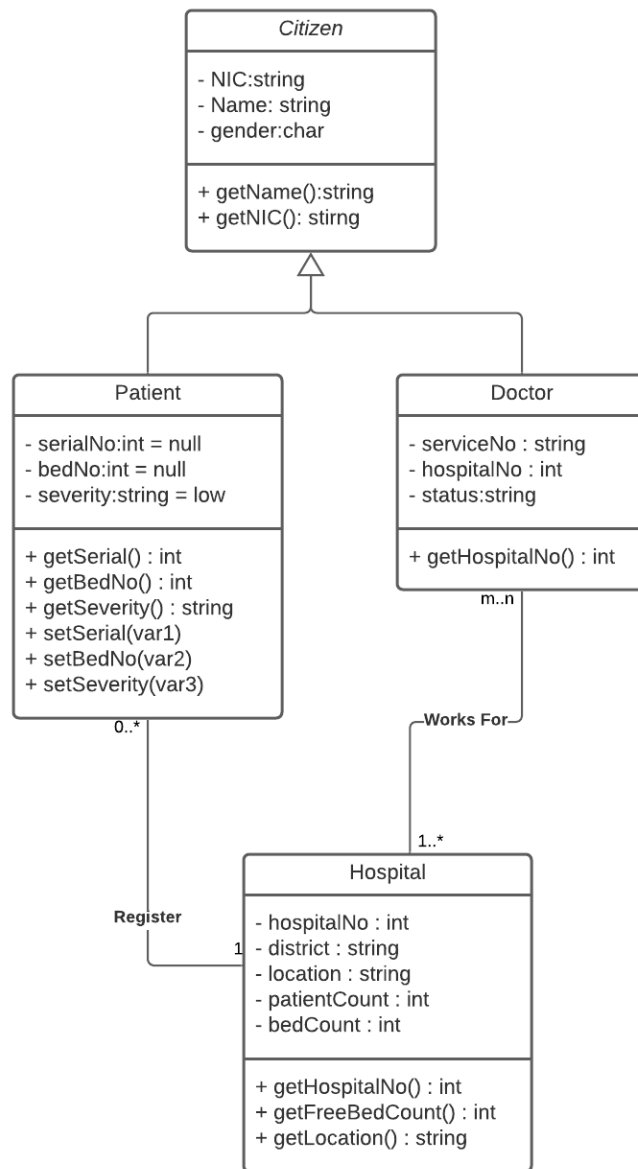 Citizen
- NIC:string
- Name: string
- gender:char
+ getName():string
+ getNIC(): stirng
Patient
- serialNo:int = null
- bedNo:int = null
- severity:string = low
+ getSerial() : int
+ getBedNo() : int
+ getSeverity() : string
+ setSerial(var1)
+ setBedNo(var2)
+ setSeverity(var3)
Doctor
- serviceNo : string
- hospitalNo : int
- status:string
+ getHospitalNo() : int
0..*
m..n
Works For
Register
1..*
1
Hospital
- hospitalNo : int
- district : string
- location : string
- patientCount : int
- bedCount : int
+ getHospitalNo() : int
+ getFreeBedCount() : int
+ getLocation() : string